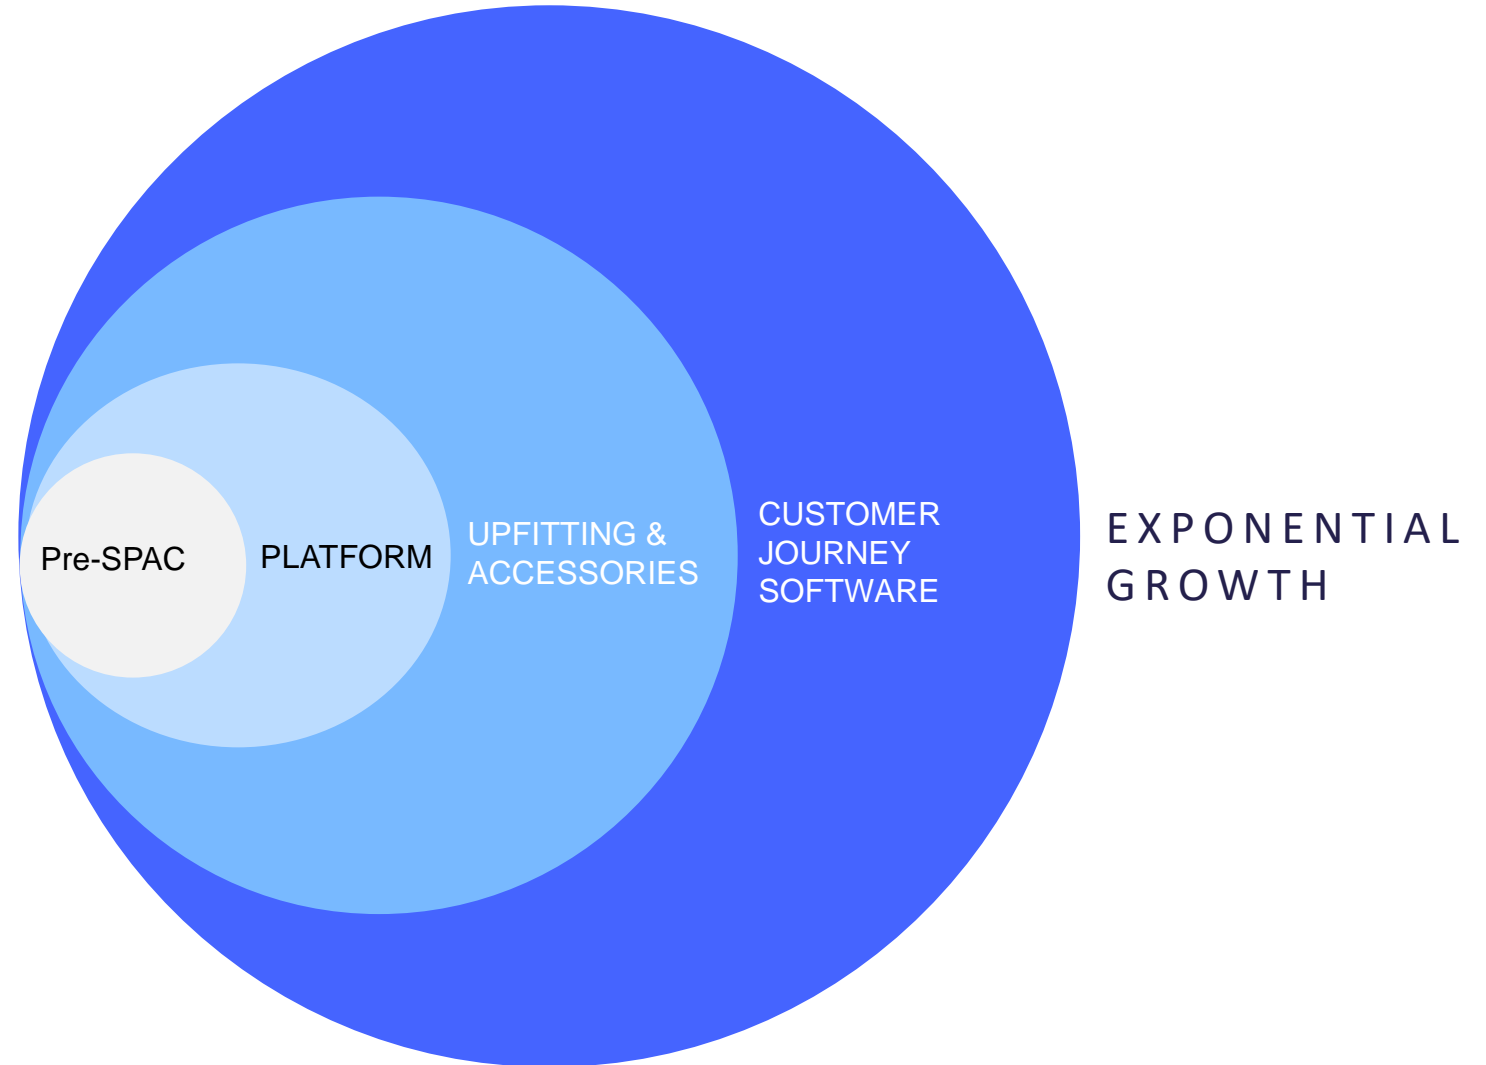 Pre-SPAC
PLATFORM
UPFITTING &
ACCESSORIES
CUSTOMER
JOURNEY
SOFTWARE
EXPONENTIAL
GROWTH